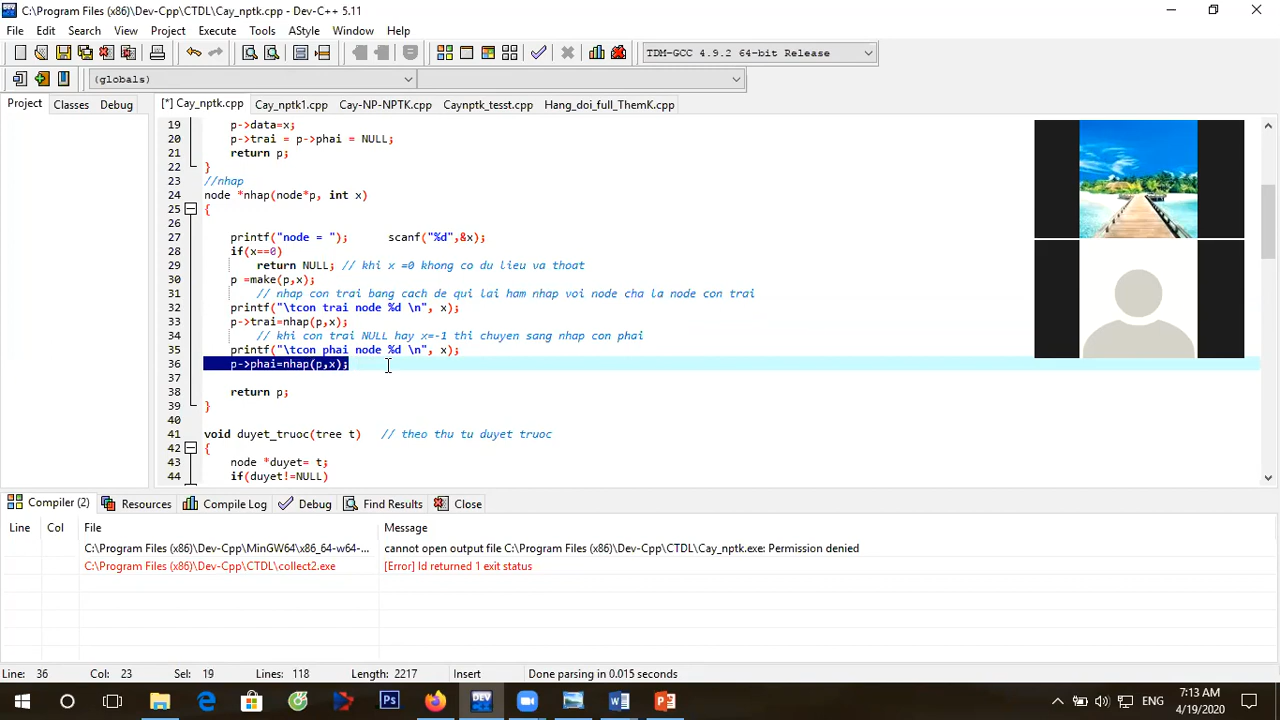 C:\Program Files (x86)\Dev-Cpp\CTDL\Cay_nptk.cpp - Dev-C++ 5.11
File Edit Search View Project Execute Tools AStyle Window Help
TDM-GCC 4.9.2 64-bit Release
(globals)
Project Classes Debug [*] Cay_nptk.cpp Cay_nptk1.cpp Cay-NP-NPTK.cpp Caynptk_tesst.cpp Hang_doi_full_ThemK.cpp
19 p->data=x;
20 p->trai = p->phai = NULL;
21 return p;
22 }
23 //nhap
24 node *nhap(node*p, int x)
25 {
26
27 printf("node = "); scanf("%d",&x);
28 if(x==0)
29 return NULL; // khi x =0 khong co du lieu va thoat
30 p =make(p,x);
31 // nhap con trai bang cach de qui lai ham nhap voi node cha la node con trai
32 printf("\tcon trai node %d \n", x);
33 p->trai=nhap(p,x);
34 // khi con trai NULL hay x=-1 thi chuyen sang nhap con phai
35 printf("\tcon phai node %d \n", x);
36 p->phai=nhap(p,x);
37
38 return p;
39 }
40
41 void duyet_truoc(tree t) // theo thu tu duyet truoc
42 {
43 node *duyet= t;
44 if(duyet!=NULL)
Compiler (2) Resources Compile Log Debug Find Results Close
Line Col File Message
C:\Program Files (x86)\Dev-Cpp\MinGW64\x86_64-w64-... cannot open output file C:\Program Files (x86)\Dev-Cpp\CTDL\Cay_nptk.exe: Permission denied
C:\Program Files (x86)\Dev-Cpp\CTDL\collect2.exe [Error] ld returned 1 exit status
Line: 36 Col: 23 Sel: 19 Lines: 118 Length: 2217 Insert Done parsing in 0.015 seconds
ENG
7:13 AM
4/19/2020